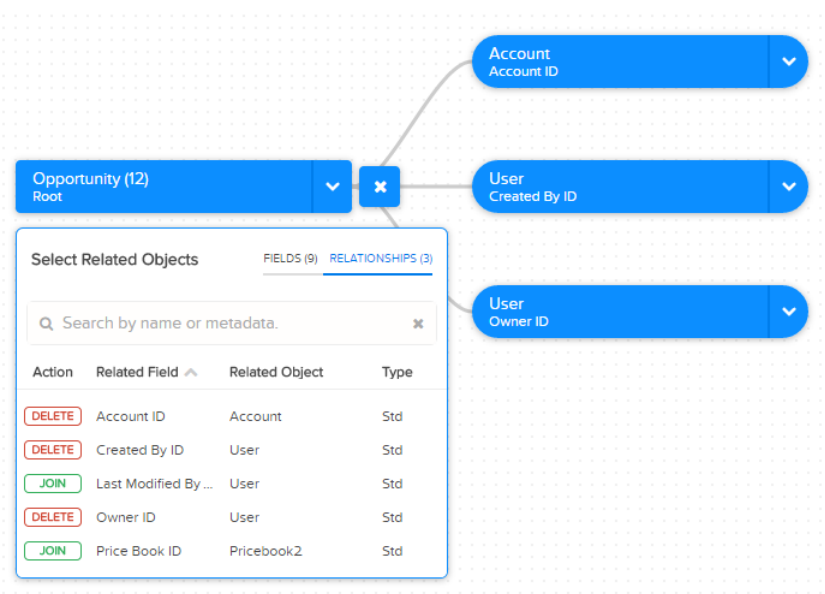 Account
Account ID
Opportunity (12)
Root
User
Created By ID
Select Related Objects FIELDS (9) RELATIONSHIPS (3)
User
Owner ID
Search by name or metadata.
Action Related Field Related Object Type
DELETE Account ID Account Std
DELETE Created By ID User Std
JOIN Last Modified By ... User Std
DELETE Owner ID User Std
JOIN Price Book ID Pricebook2 Std